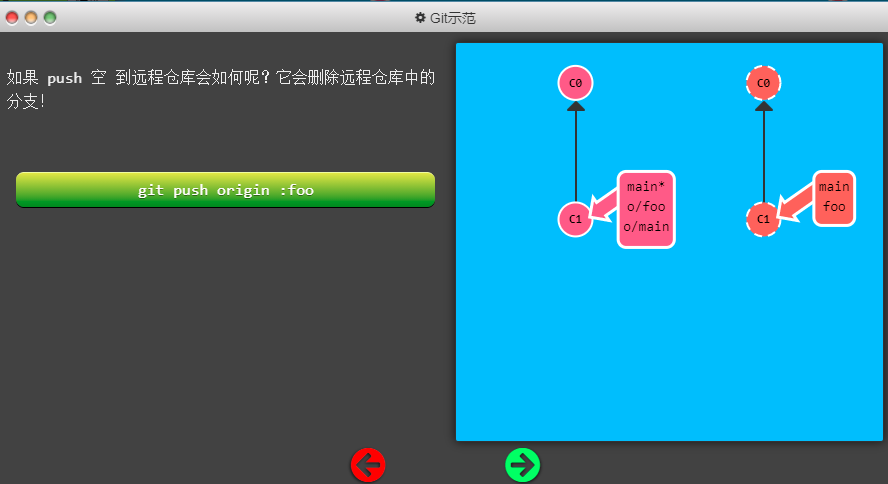 Git示范
如果 push 空 到远程仓库会如何呢？它会删除远程仓库中的
分支！
git push origin :foo
C0
C1
main*
o/foo
o/main
C0
C1
main
foo